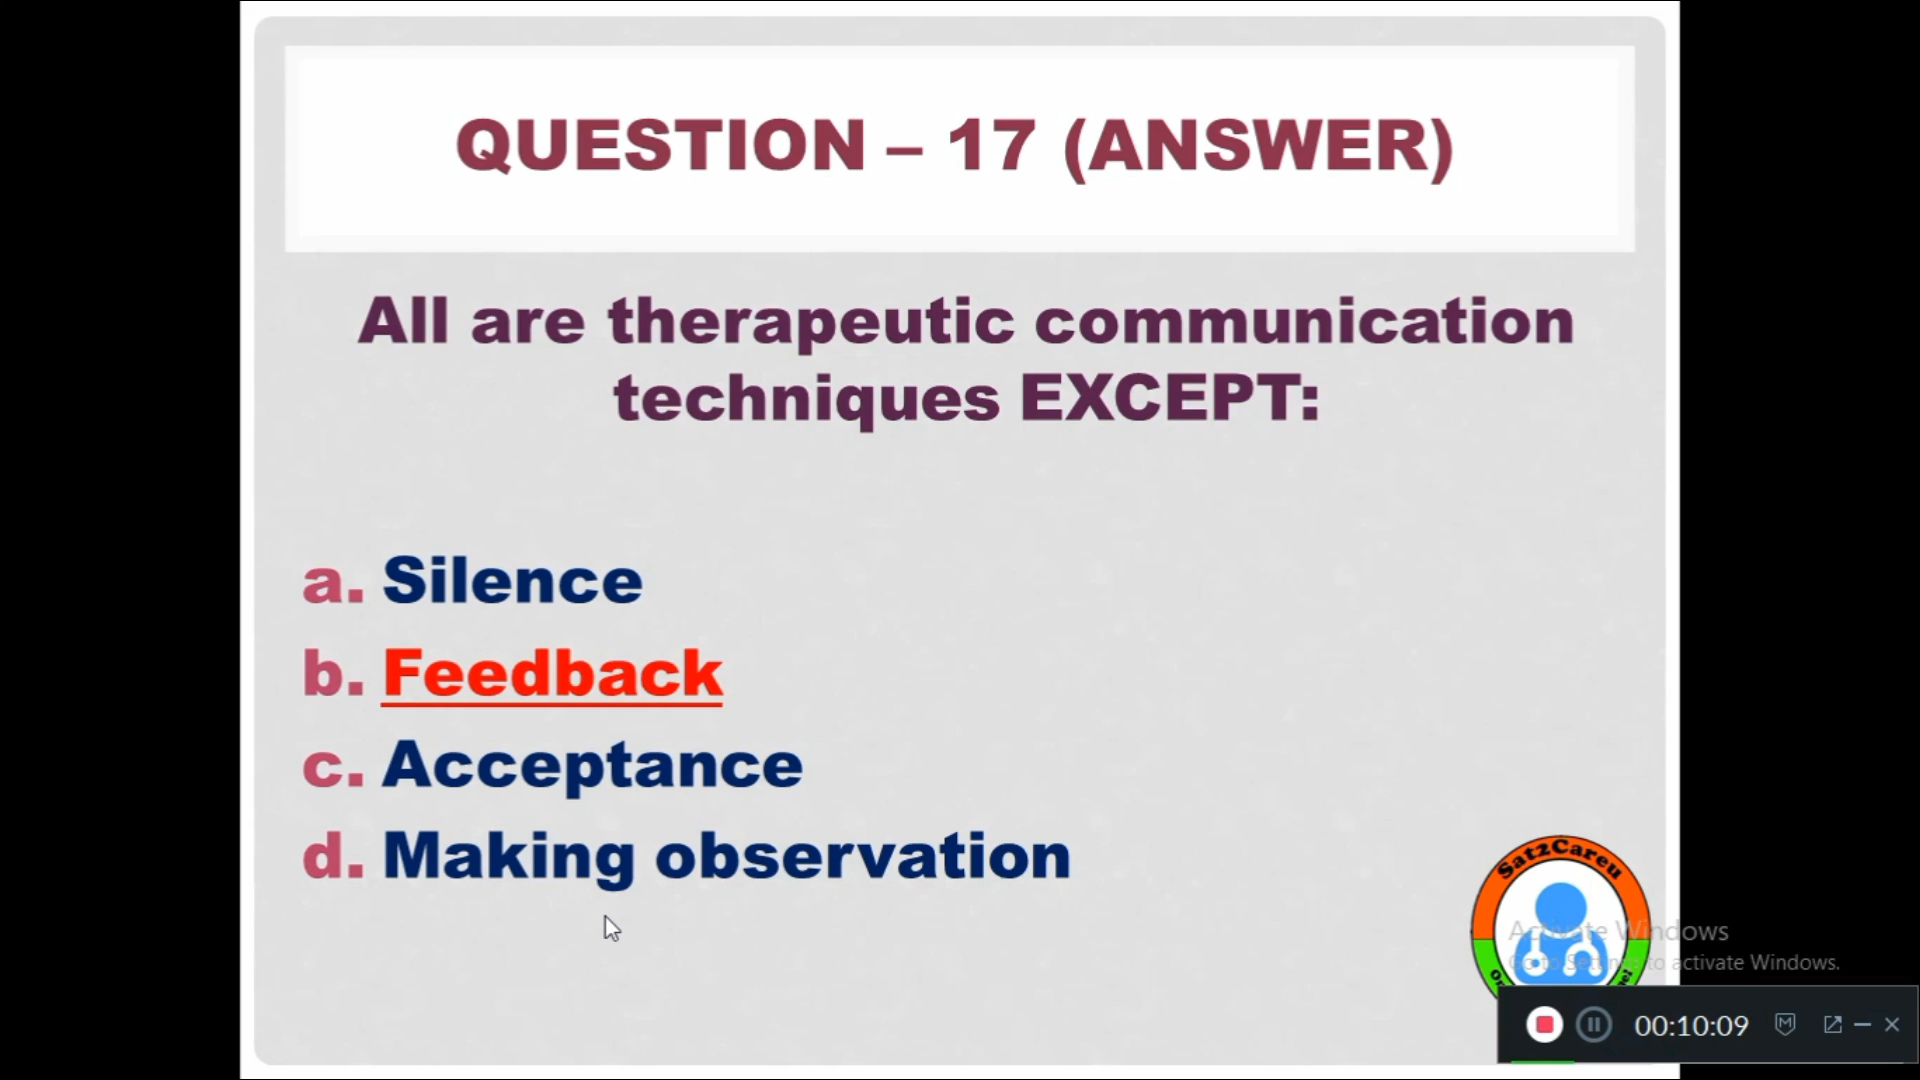 QUESTION – 17 (ANSWER)
All are therapeutic communication
techniques EXCEPT:
a. Silence
b. Feedback
c. Acceptance
d. Making observation
Sat2Careu
Activate Windows
Go to Settings to activate Windows.
00:10:09